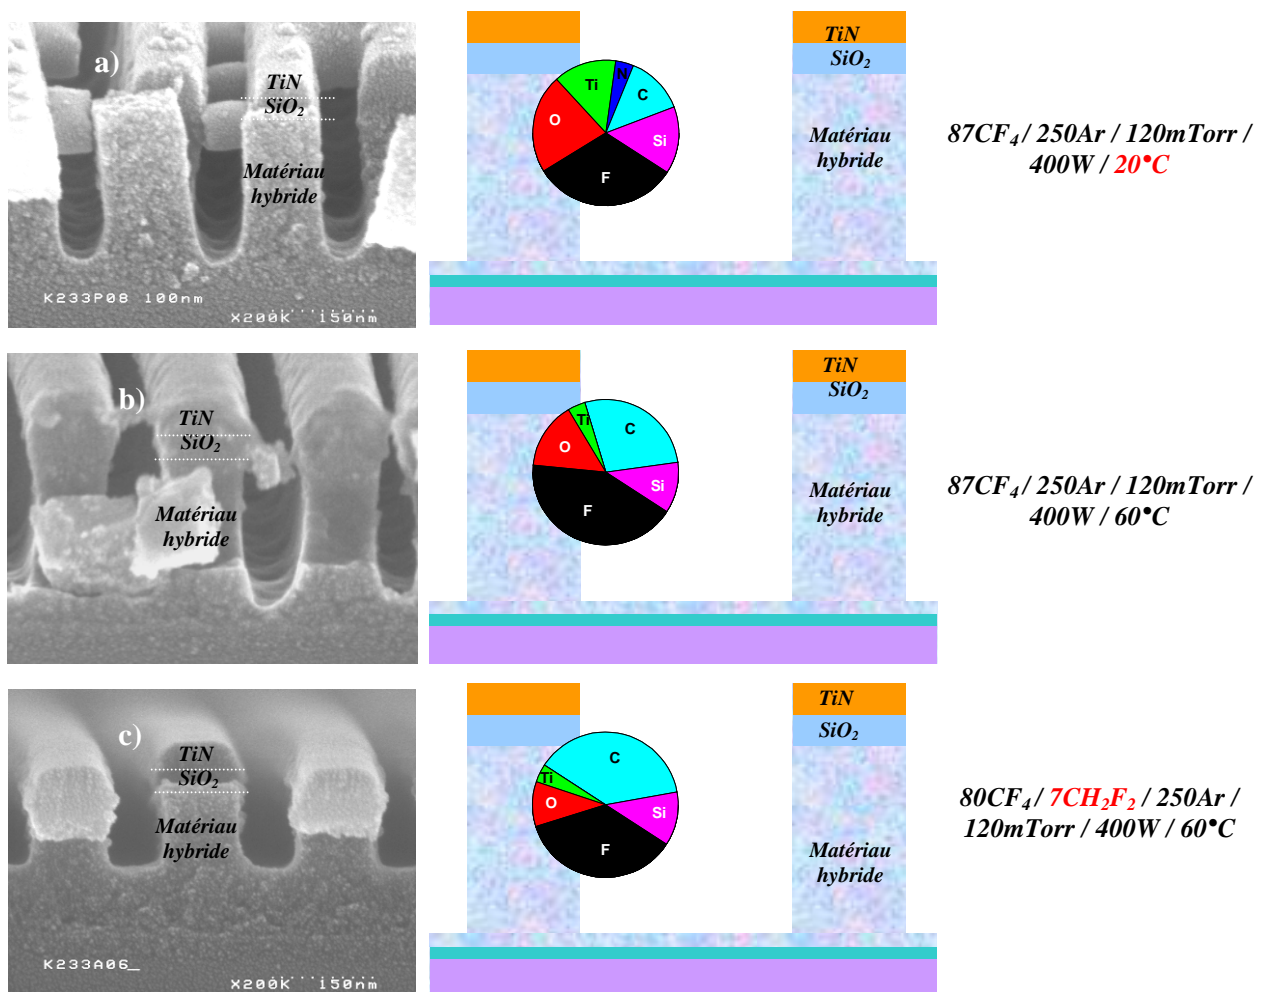 a)
TiN
SiO2
Matériau
hybride
K233P08 100nm
X200K 150nm
TiN
SiO2
Ti
N
C
O
Si
F
Matériau
hybride
87CF4 / 250Ar / 120mTorr /
400W / 20°C
b)
TiN
SiO2
Matériau
hybride
TiN
SiO2
Ti
C
O
Si
F
Matériau
hybride
87CF4 / 250Ar / 120mTorr /
400W / 60°C
c)
TiN
SiO2
Matériau
hybride
K233A06_
X200K 150nm
TiN
SiO2
C
Ti
O
Si
F
Matériau
hybride
80CF4 / 7CH2F2 / 250Ar /
120mTorr / 400W / 60°C